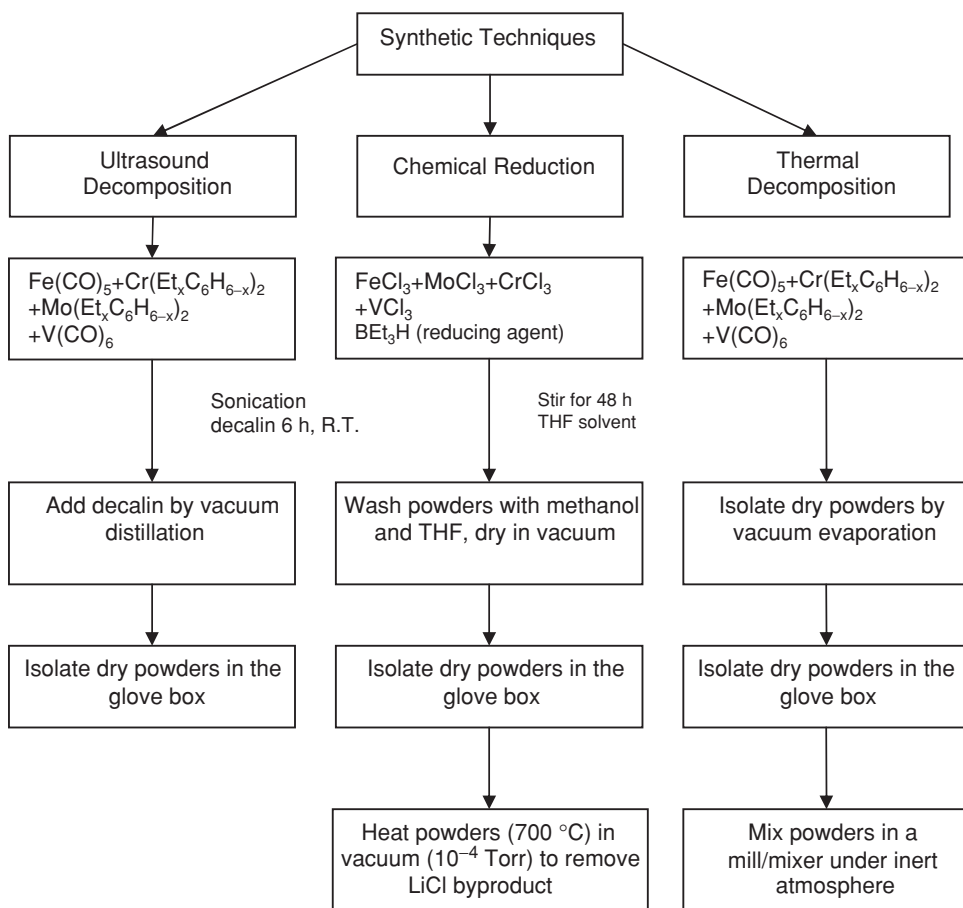 Synthetic Techniques
Ultrasound
Decomposition
Chemical Reduction
Thermal
Decomposition
Fe(CO)₅+Cr(EtₓC₆H₆₋ₓ)₂
+Mo(EtₓC₆H₆₋ₓ)₂
+V(CO)₆
FeCl₃+MoCl₃+CrCl₃
+VCl₃
BEt₃H (reducing agent)
Fe(CO)₅+Cr(EtₓC₆H₆₋ₓ)₂
+Mo(EtₓC₆H₆₋ₓ)₂
+V(CO)₆
Sonication
decalin 6 h, R.T.
Stir for 48 h
THF solvent
Add decalin by vacuum
distillation
Wash powders with methanol
and THF, dry in vacuum
Isolate dry powders by
vacuum evaporation
Isolate dry powders in the
glove box
Isolate dry powders in the
glove box
Isolate dry powders in the
glove box
Heat powders (700 °C) in
vacuum (10⁻⁴ Torr) to remove
LiCl byproduct
Mix powders in a
mill/mixer under inert
atmosphere